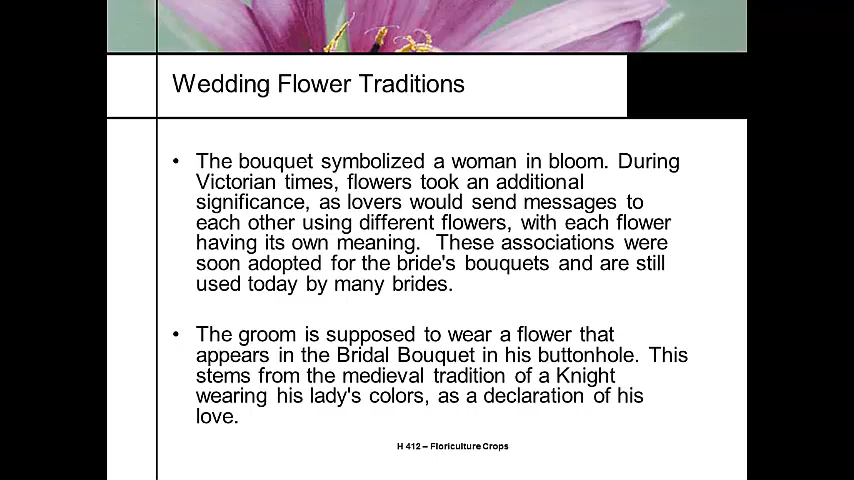 Wedding Flower Traditions
• The bouquet symbolized a woman in bloom. During
Victorian times, flowers took an additional
significance, as lovers would send messages to
each other using different flowers, with each flower
having its own meaning. These associations were
soon adopted for the bride's bouquets and are still
used today by many brides.
• The groom is supposed to wear a flower that
appears in the Bridal Bouquet in his buttonhole. This
stems from the medieval tradition of a Knight
wearing his lady's colors, as a declaration of his
love.
H 412 – Floriculture Crops